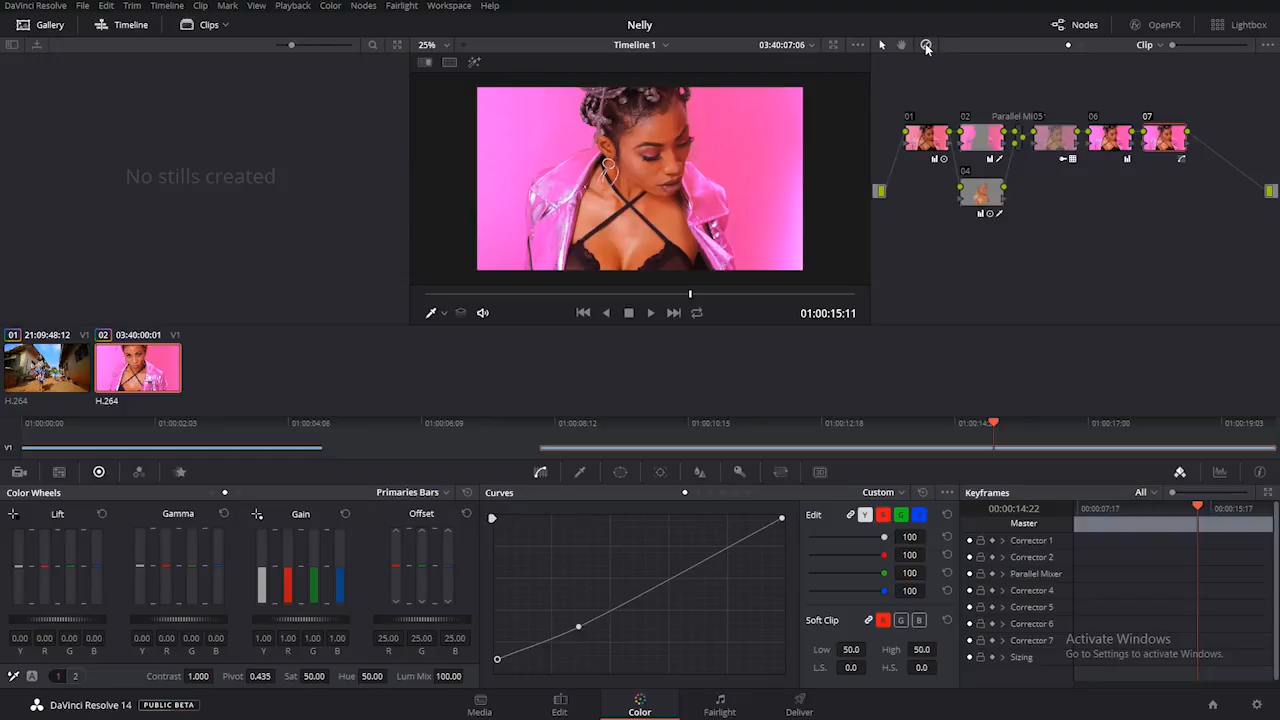 DaVinci Resolve File Edit Trim Timeline Clip Mark View Playback Color Nodes Fairlight Workspace Help
Gallery Timeline Clips Nelly Nodes OpenFX Lightbox
25% Timeline 1 03:40:07:06 Clip
01 02 Parallel Mi 05 06 07
04
No stills created
01:00:15:11
01 21:09:48:12 V1 02 03:40:00:01 V1
H.264 H.264
01:00:00:00 01:00:02:03 01:00:04:06 01:00:06:09 01:00:08:12 01:00:10:15 01:00:12:18 01:00:14: 01:00:17:00 01:00:19:03
V1
Color Wheels Primaries Bars Curves Custom Keyframes All
Lift Gamma Gain Offset
Edit Y R G B
100
100
100
100
Soft Clip R G B
Low 50.0 High 50.0
L.S. 0.0 H.S. 0.0
00:00:14:22 00:00:07:17 00:00:15:17
Master
Corrector 1
Corrector 2
Parallel Mixer
Corrector 4
Corrector 5
Corrector 6
Corrector 7
Sizing
0.00 0.00 0.00 0.00 0.00 0.00 0.00 0.00 1.00 1.00 1.00 1.00 25.00 25.00 25.00
Y R G B Y R G B Y R G B R G B
A 1 2 Contrast 1.000 Pivot 0.435 Sat 50.00 Hue 50.00 Lum Mix 100.00
Activate Windows
Go to Settings to activate Windows.
DaVinci Resolve 14 PUBLIC BETA Media Edit Color Fairlight Deliver